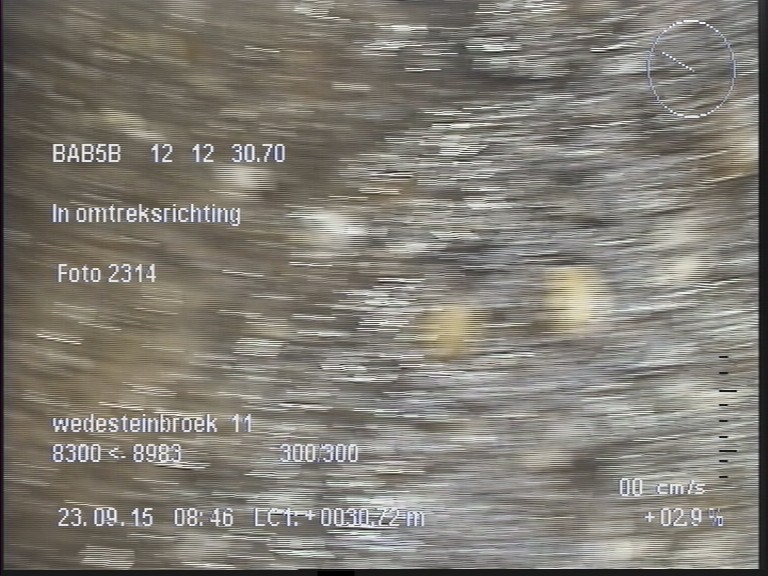 BAB5B 12 12 30.70
In omtreksrichting
Foto 2314
wedesteinbroek 11
8300 <- 8983 300/300
00 cm/s
23.09.15 08:46 LC1:+0030.72 m +02.9 %